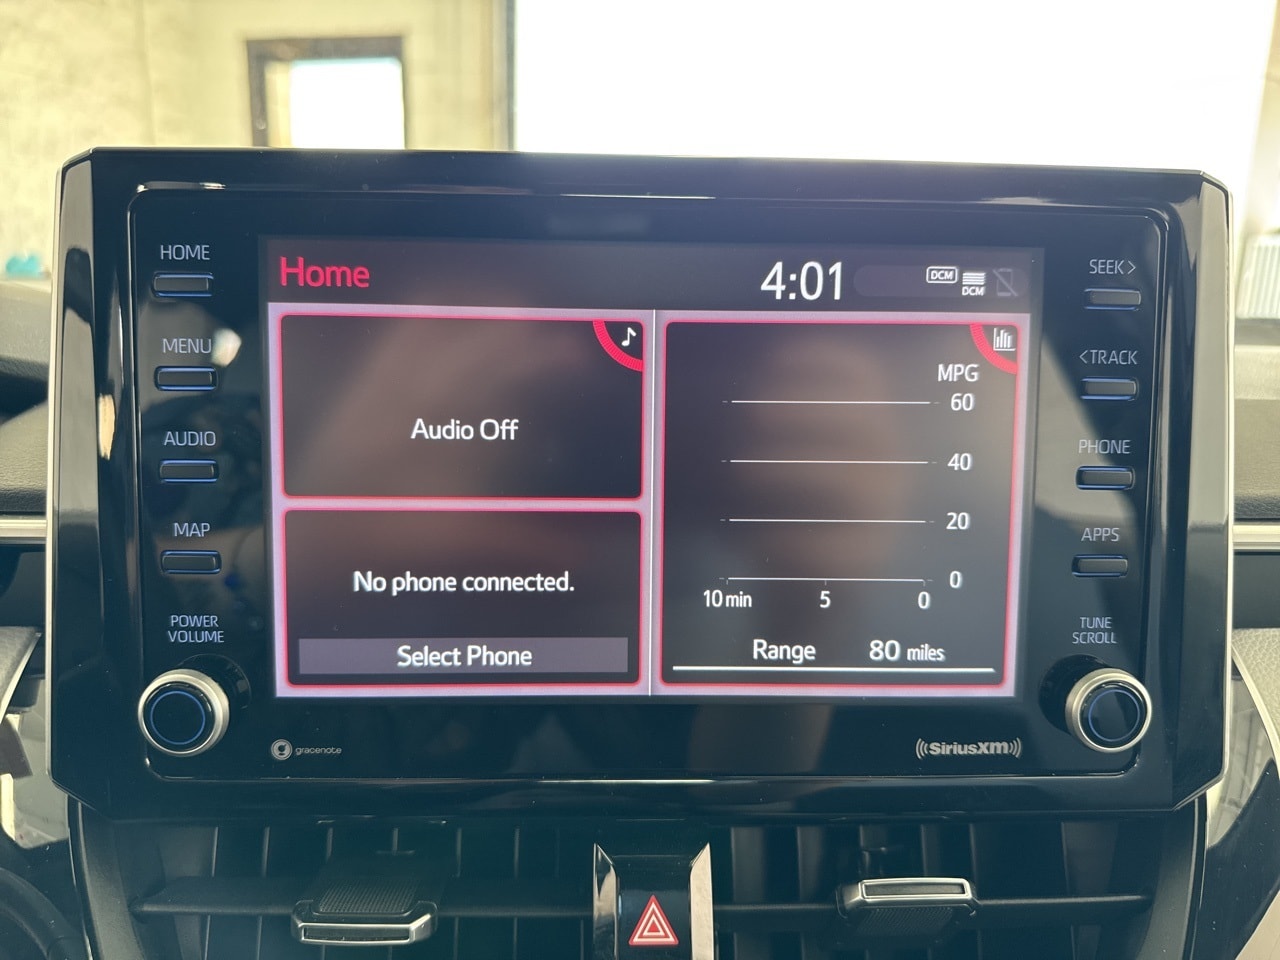 HOME
MENU
AUDIO
MAP
POWER
VOLUME
Home
4:01
DCM
DCM
Audio Off
No phone connected.
Select Phone
MPG
60
40
20
0
10 min 5 0
Range 80 miles
SEEK>
<TRACK
PHONE
APPS
TUNE
SCROLL
gracenote
SiriusXM